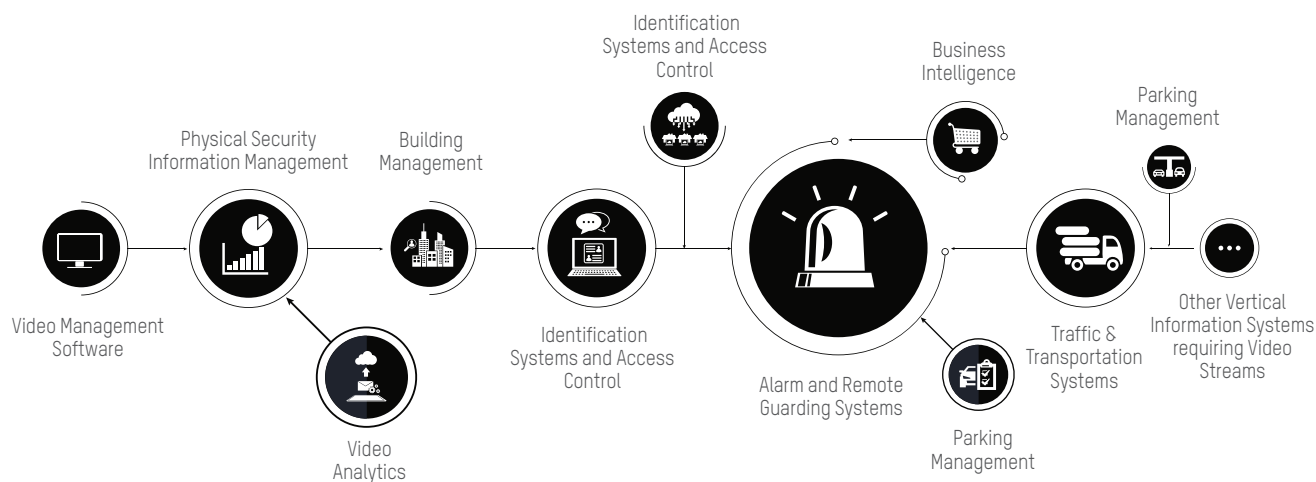 Video Management
Software
Physical Security
Information Management
Video
Analytics
Building
Management
Identification
Systems and Access
Control
Identification
Systems and Access
Control
Alarm and Remote
Guarding Systems
Business
Intelligence
Parking
Management
Traffic &
Transportation
Systems
Parking
Management
Other Vertical
Information Systems
requiring Video
Streams